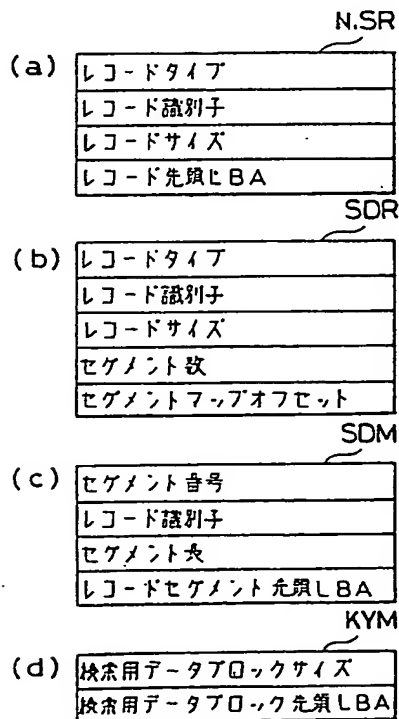 N.SR
(a)
レコードタイプ
レコード識別子
レコードサイズ
レコード先頭LBA
SDR
(b)
レコードタイプ
レコード識別子
レコードサイズ
セグメント数
セグメントマップオフセット
SDM
(c)
セグメント番号
レコード識別子
セグメント長
レコードセグメント先頭LBA
KYM
(d)
検索用データブロックサイズ
検索用データブロック先頭LBA